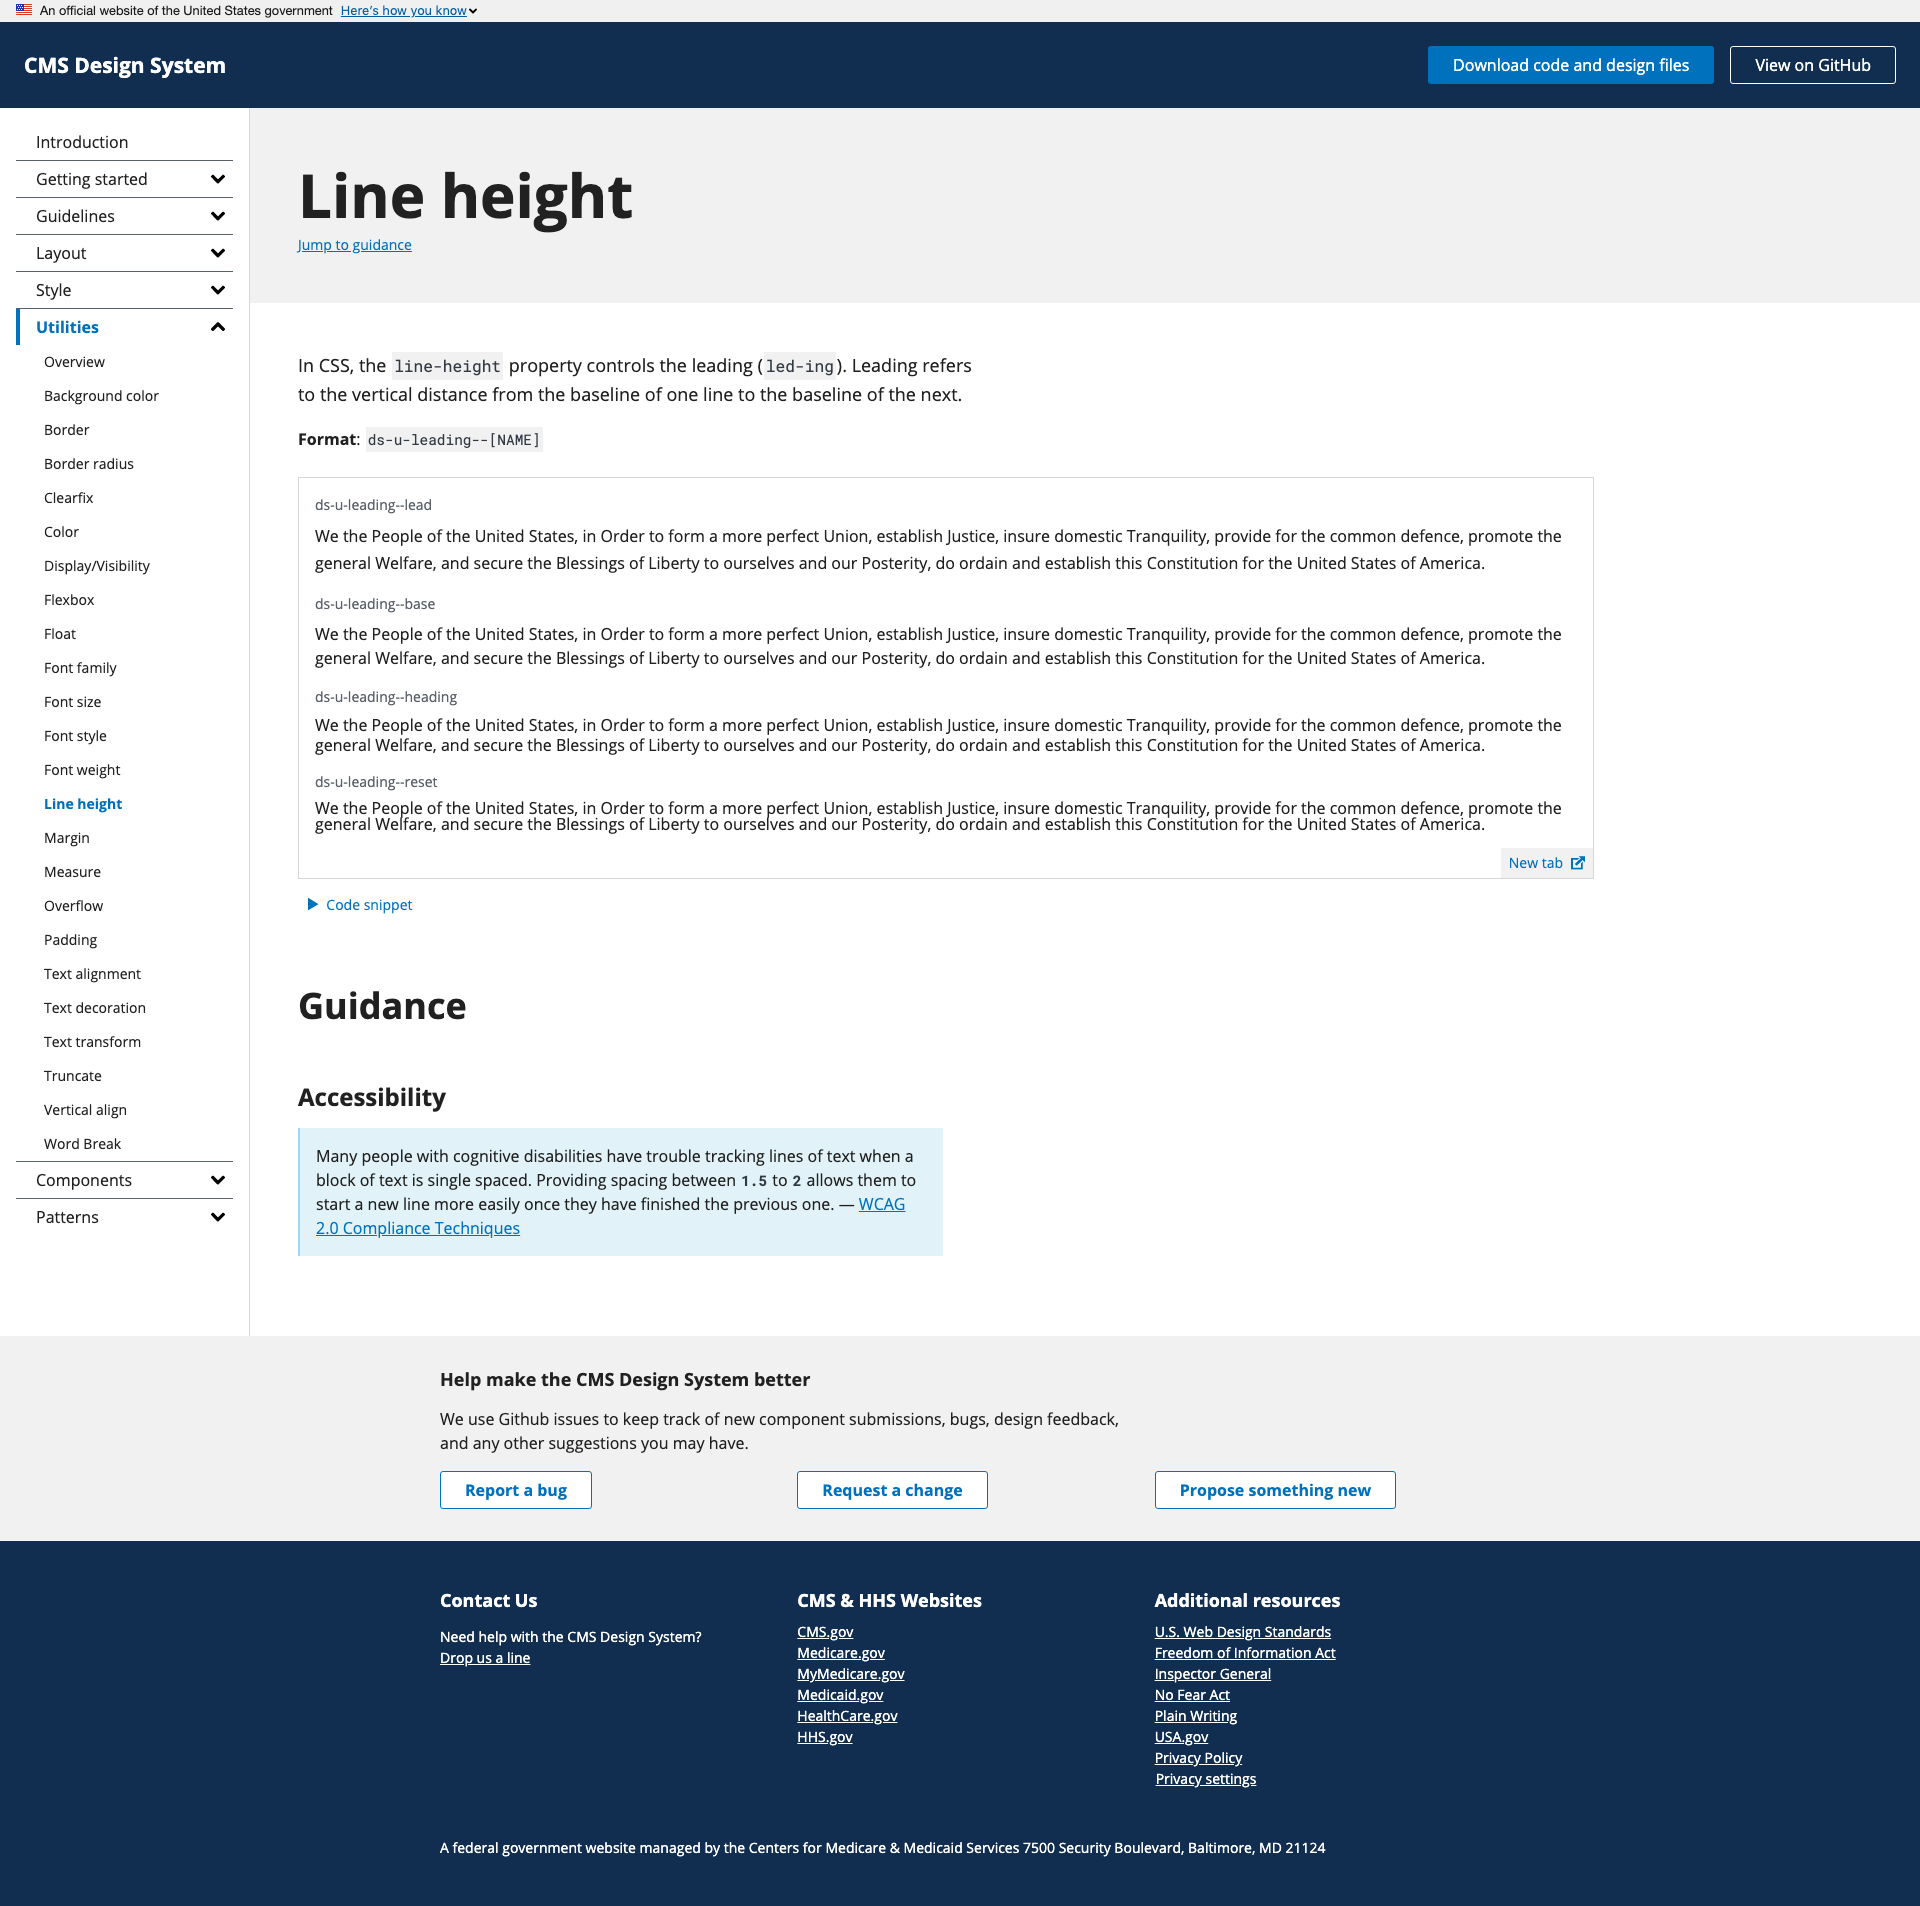 An official website of the United States government Here's how you know
CMS Design System
Download code and design files
View on GitHub
Introduction
Getting started
Guidelines
Layout
Style
Utilities
Overview
Background color
Border
Border radius
Clearfix
Color
Display/Visibility
Flexbox
Float
Font family
Font size
Font style
Font weight
Line height
Margin
Measure
Overflow
Padding
Text alignment
Text decoration
Text transform
Truncate
Vertical align
Word Break
Components
Patterns
Line height
Jump to guidance
In CSS, the line-height property controls the leading (led-ing). Leading refers
to the vertical distance from the baseline of one line to the baseline of the next.
Format: ds-u-leading--[NAME]
ds-u-leading--lead
We the People of the United States, in Order to form a more perfect Union, establish Justice, insure domestic Tranquility, provide for the common defence, promote the
general Welfare, and secure the Blessings of Liberty to ourselves and our Posterity, do ordain and establish this Constitution for the United States of America.
ds-u-leading--base
We the People of the United States, in Order to form a more perfect Union, establish Justice, insure domestic Tranquility, provide for the common defence, promote the
general Welfare, and secure the Blessings of Liberty to ourselves and our Posterity, do ordain and establish this Constitution for the United States of America.
ds-u-leading--heading
We the People of the United States, in Order to form a more perfect Union, establish Justice, insure domestic Tranquility, provide for the common defence, promote the
general Welfare, and secure the Blessings of Liberty to ourselves and our Posterity, do ordain and establish this Constitution for the United States of America.
ds-u-leading--reset
We the People of the United States, in Order to form a more perfect Union, establish Justice, insure domestic Tranquility, provide for the common defence, promote the
general Welfare, and secure the Blessings of Liberty to ourselves and our Posterity, do ordain and establish this Constitution for the United States of America.
New tab
Code snippet
Guidance
Accessibility
Many people with cognitive disabilities have trouble tracking lines of text when a
block of text is single spaced. Providing spacing between 1.5 to 2 allows them to
start a new line more easily once they have finished the previous one. — WCAG
2.0 Compliance Techniques
Help make the CMS Design System better
We use Github issues to keep track of new component submissions, bugs, design feedback,
and any other suggestions you may have.
Report a bug
Request a change
Propose something new
Contact Us
Need help with the CMS Design System?
Drop us a line
CMS & HHS Websites
CMS.gov
Medicare.gov
MyMedicare.gov
Medicaid.gov
HealthCare.gov
HHS.gov
Additional resources
U.S. Web Design Standards
Freedom of Information Act
Inspector General
No Fear Act
Plain Writing
USA.gov
Privacy Policy
Privacy settings
A federal government website managed by the Centers for Medicare & Medicaid Services 7500 Security Boulevard, Baltimore, MD 21124